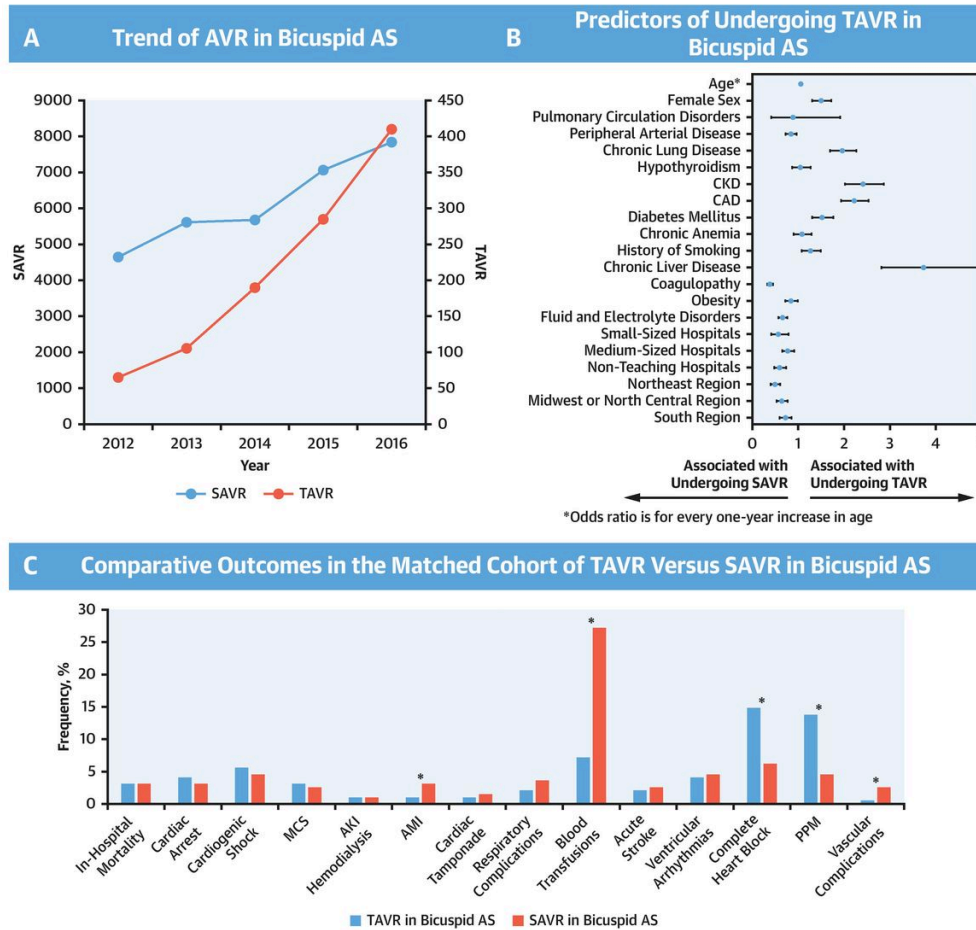 A
Trend of AVR in Bicuspid AS
9000
8000
7000
6000
5000
4000
3000
2000
1000
0
SAVR
450
400
350
300
250
200
150
100
50
0
TAVR
2012 2013 2014 2015 2016
Year
SAVR TAVR
B
Predictors of Undergoing TAVR in
Bicuspid AS
Age*
Female Sex
Pulmonary Circulation Disorders
Peripheral Arterial Disease
Chronic Lung Disease
Hypothyroidism
CKD
CAD
Diabetes Mellitus
Chronic Anemia
History of Smoking
Chronic Liver Disease
Coagulopathy
Obesity
Fluid and Electrolyte Disorders
Small-Sized Hospitals
Medium-Sized Hospitals
Non-Teaching Hospitals
Northeast Region
Midwest or North Central Region
South Region
0 1 2 3 4
Associated with
Undergoing SAVR
Associated with
Undergoing TAVR
*Odds ratio is for every one-year increase in age
C
Comparative Outcomes in the Matched Cohort of TAVR Versus SAVR in Bicuspid AS
30
25
20
15
10
5
0
Frequency, %
*
*
*
*
*
In-Hospital
Mortality
Cardiac
Arrest
Cardiogenic
Shock
MCS
AKI
Hemodialysis
AMI
Cardiac
Tamponade
Respiratory
Complications
Blood
Transfusions
Acute
Stroke
Ventricular
Arrhythmias
Complete
Heart Block
PPM
Vascular
Complications
TAVR in Bicuspid AS SAVR in Bicuspid AS